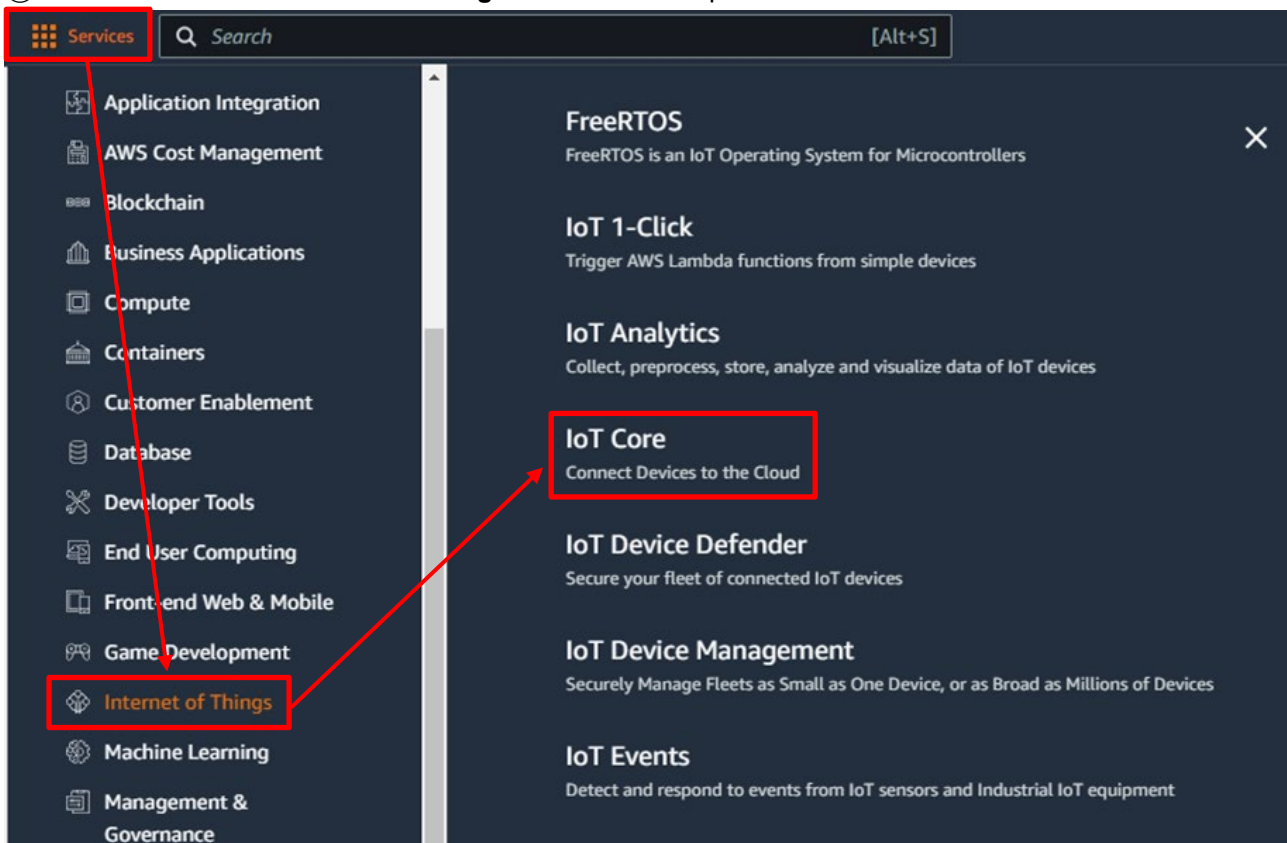 Services
Search
[Alt+S]
Application Integration
AWS Cost Management
Blockchain
Business Applications
Compute
Containers
Customer Enablement
Database
Developer Tools
End User Computing
Front-end Web & Mobile
Game Development
Internet of Things
Machine Learning
Management &
Governance
FreeRTOS
FreeRTOS is an IoT Operating System for Microcontrollers
IoT 1-Click
Trigger AWS Lambda functions from simple devices
IoT Analytics
Collect, preprocess, store, analyze and visualize data of IoT devices
IoT Core
Connect Devices to the Cloud
IoT Device Defender
Secure your fleet of connected IoT devices
IoT Device Management
Securely Manage Fleets as Small as One Device, or as Broad as Millions of Devices
IoT Events
Detect and respond to events from IoT sensors and Industrial IoT equipment